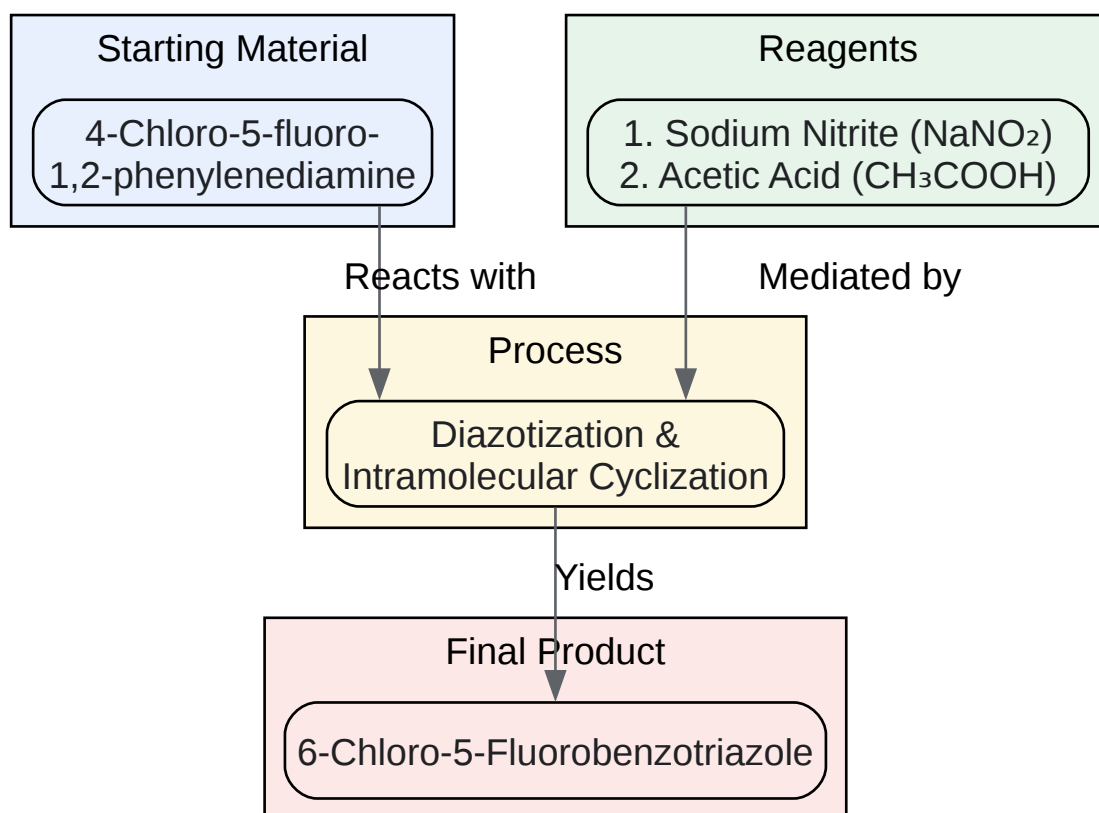 Starting Material
4-Chloro-5-fluoro-
1,2-phenylenediamine
Reagents
1. Sodium Nitrite (NaNO₂)
2. Acetic Acid (CH₃COOH)
Reacts with
Mediated by
Process
Diazotization &
Intramolecular Cyclization
Yields
Final Product
6-Chloro-5-Fluorobenzotriazole